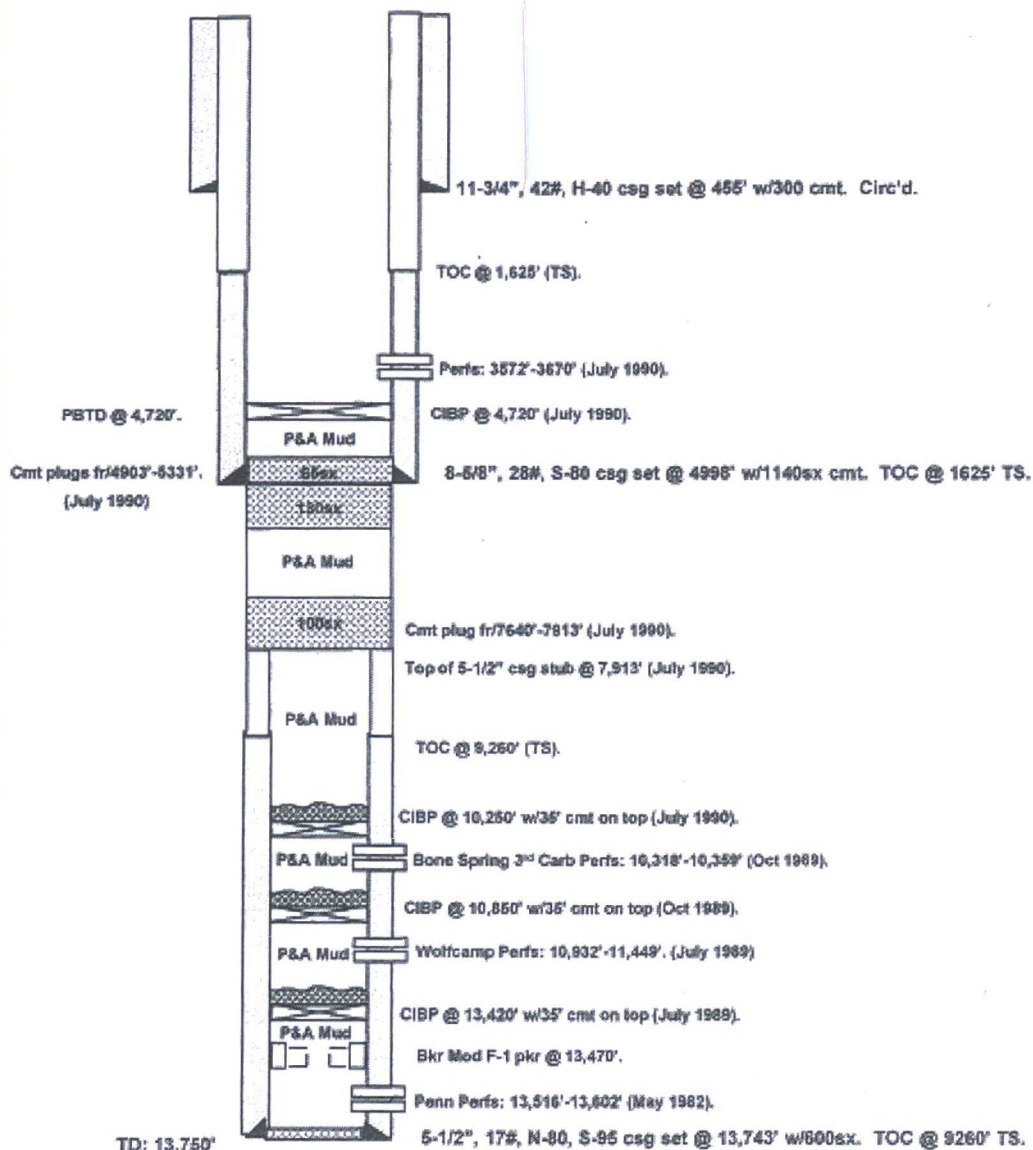 11-3/4", 42#, H-40 csg set @ 455' w/300 cmt. Circ'd.
TOC @ 1,625' (TS).
Perfs: 3572'-3670' (July 1990).
PBTD @ 4,720'.
CIBP @ 4,720' (July 1990).
P&A Mud
Cmt plugs fr/4903'-5331'.
(July 1990)
65sx
8-5/8", 28#, S-80 csg set @ 4998' w/1140sx cmt. TOC @ 1625' TS.
130sx
P&A Mud
100sx
Cmt plug fr/7640'-7913' (July 1990).
Top of 5-1/2" csg stub @ 7,913' (July 1990).
P&A Mud
TOC @ 9,260' (TS).
CIBP @ 10,250' w/35' cmt on top (July 1990).
P&A Mud
Bone Spring 3rd Carb Perfs: 10,318'-10,359' (Oct 1989).
CIBP @ 10,850' w/35' cmt on top (Oct 1989).
P&A Mud
Wolfcamp Perfs: 10,932'-11,449'. (July 1989)
CIBP @ 13,420' w/35' cmt on top (July 1989).
P&A Mud
Bkr Mod F-1 pkr @ 13,470'.
Penn Perfs: 13,516'-13,602' (May 1982).
TD: 13,750'
5-1/2", 17#, N-80, S-95 csg set @ 13,743' w/600sx. TOC @ 9260' TS.